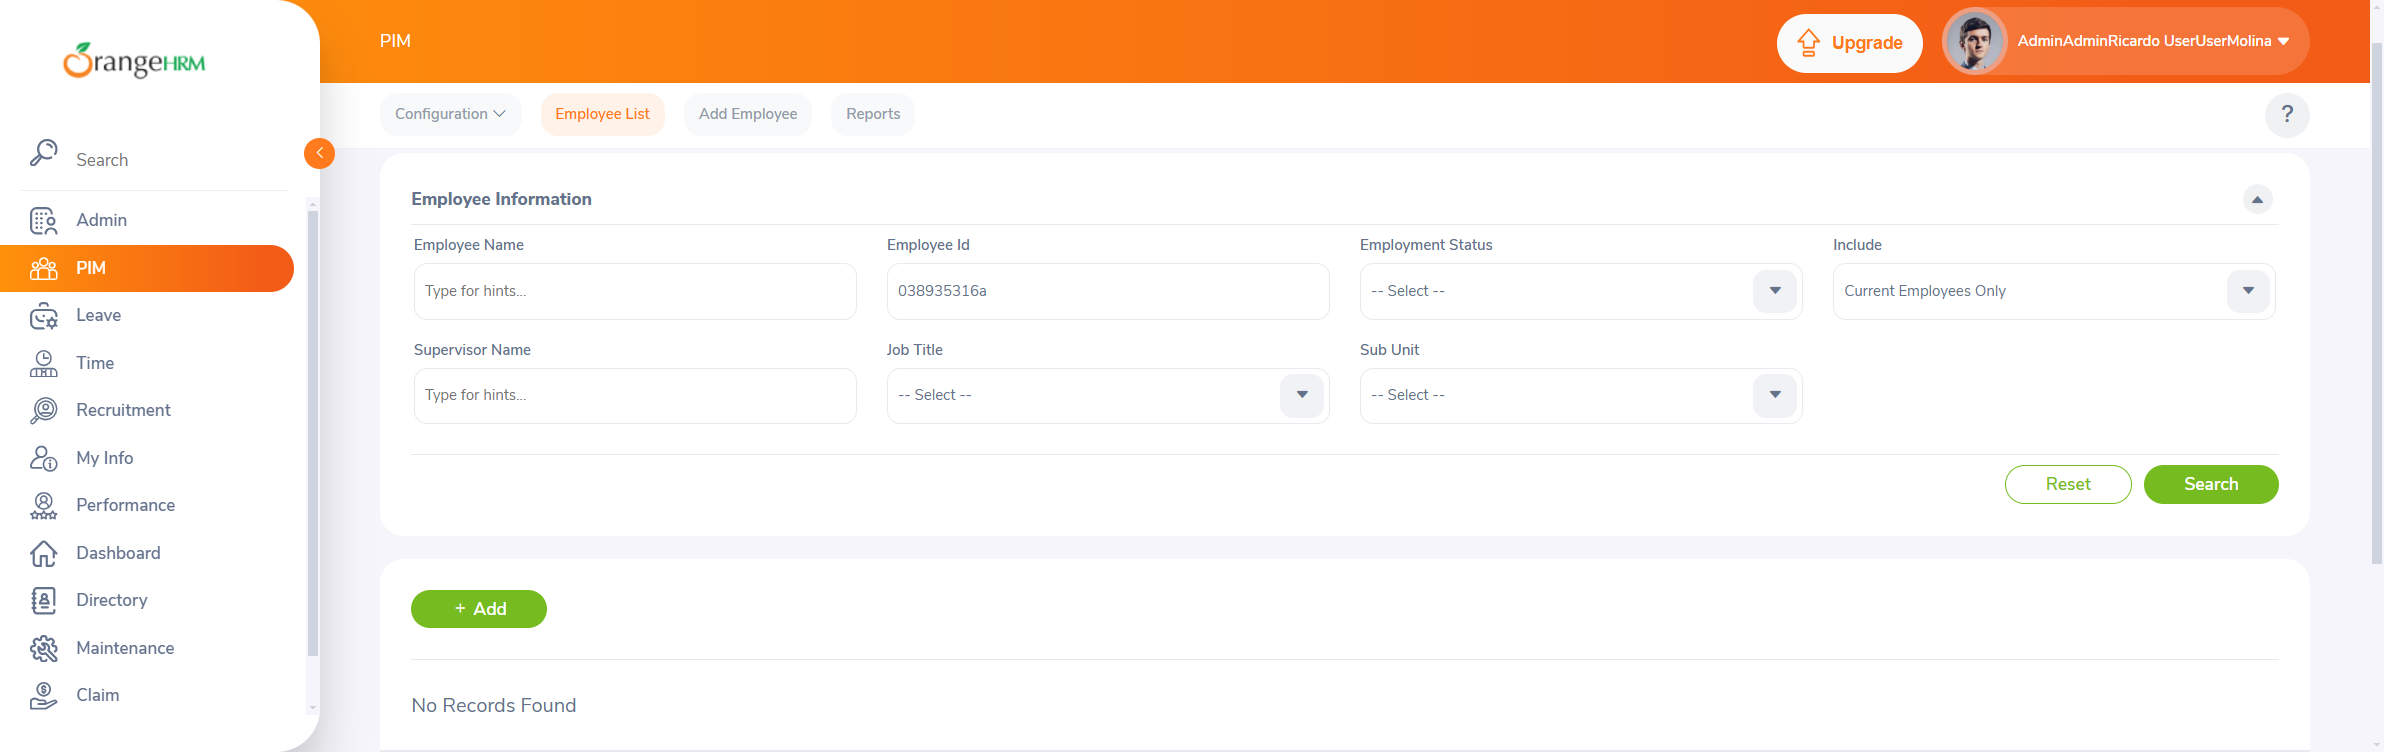 OrangeHRM
Search
Admin
PIM
Leave
Time
Recruitment
My Info
Performance
Dashboard
Directory
Maintenance
Claim
PIM
Upgrade
AdminAdminRicardo UserUserMolina
Configuration
Employee List
Add Employee
Reports
?
Employee Information
Employee Name
Employee Id
Employment Status
Include
Type for hints...
038935316a
-- Select --
Current Employees Only
Supervisor Name
Job Title
Sub Unit
Type for hints...
-- Select --
-- Select --
Reset
Search
+ Add
No Records Found